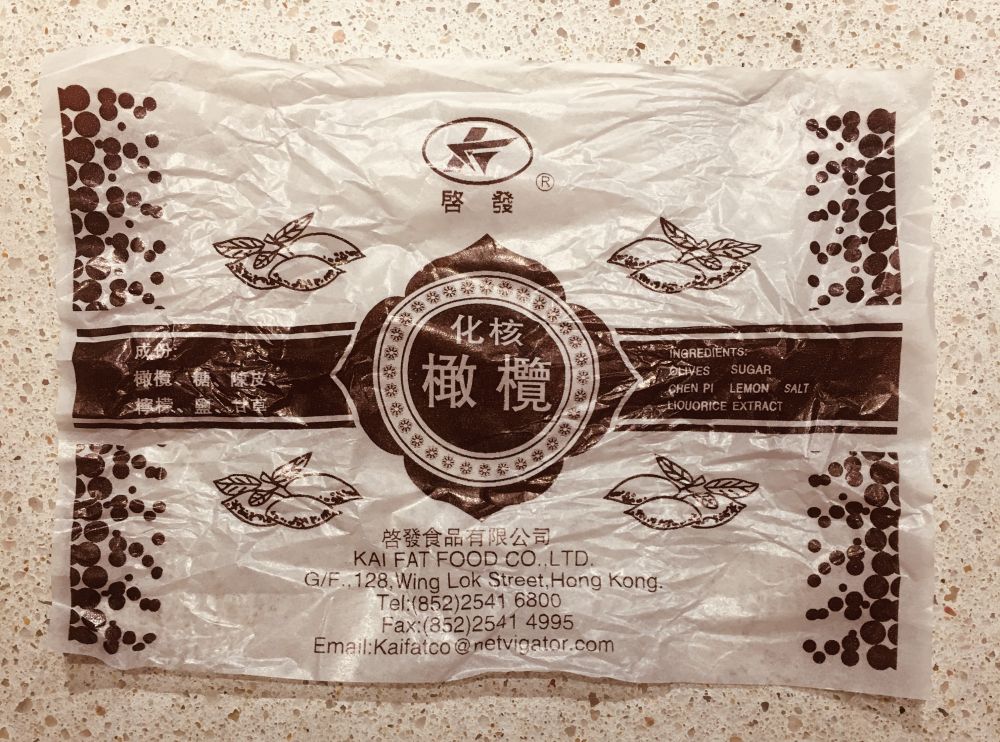 ®
啓發
成份:
橄欖、糖、陳皮、
檸檬、鹽、甘草
化核
橄欖
INGREDIENTS:
OLIVES SUGAR
CHEN PI LEMON SALT
LIQUORICE EXTRACT
啓發食品有限公司
KAI FAT FOOD CO.,LTD.
G/F.,128,Wing Lok Street,Hong Kong.
Tel:(852)2541 6800
Fax:(852)2541 4995
Email:Kaifatco@netvigator.com